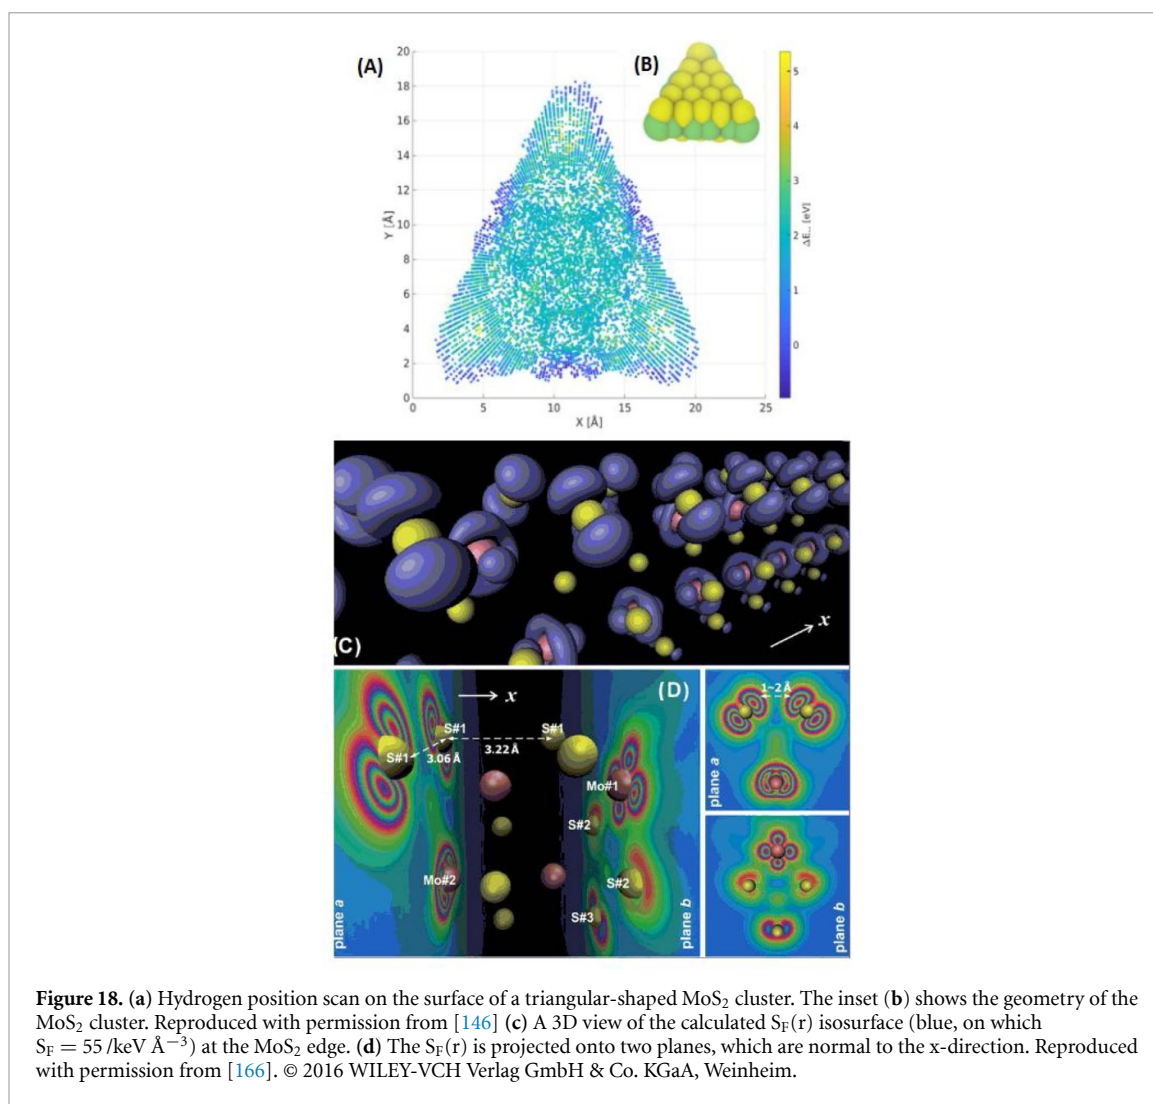 (A)
(B)
20
18
16
14
12
10
8
6
4
2
0
Y [Å]
0 5 10 15 20 25
X [Å]
5
4
3
2
1
0
[eV]
(C)
x
x
(D)
S#1
S#1
S#1
3.06 Å
3.22 Å
Mo#1
S#2
Mo#2
S#2
S#3
plane a
plane b
1~2 Å
plane a
plane b
Figure 18. (a) Hydrogen position scan on the surface of a triangular-shaped MoS₂ cluster. The inset (b) shows the geometry of the
MoS₂ cluster. Reproduced with permission from [146] (c) A 3D view of the calculated S_F(r) isosurface (blue, on which
S_F = 55 /keV Å⁻³) at the MoS₂ edge. (d) The S_F(r) is projected onto two planes, which are normal to the x-direction. Reproduced
with permission from [166]. © 2016 WILEY-VCH Verlag GmbH & Co. KGaA, Weinheim.